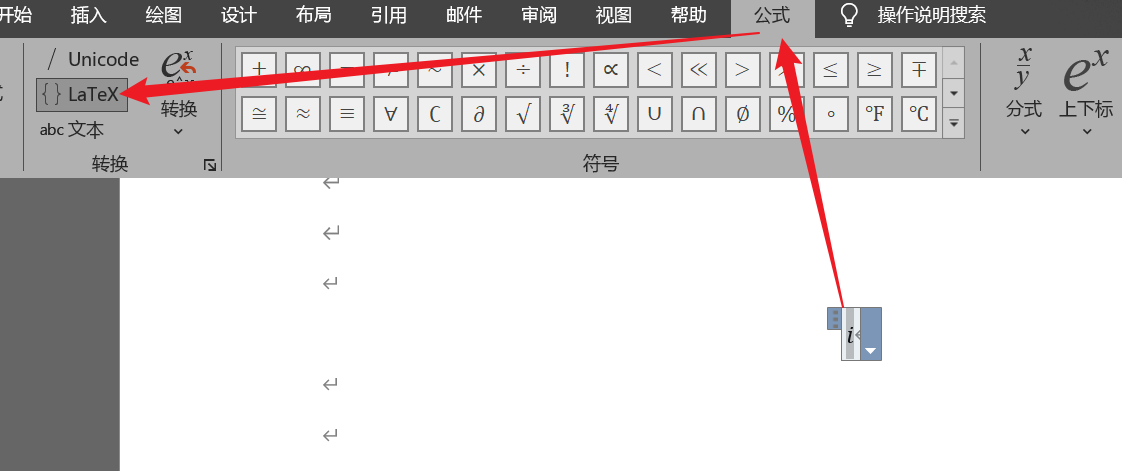 开始 插入 绘图 设计 布局 引用 邮件 审阅 视图 帮助 公式 操作说明搜索
/ Unicode
{} LaTeX
abc 文本
转换
转换
∞ ~ × ÷ ! ∝ < ≪ > ≤ ≥ ∓
≅ ≈ ≡ ∀ ∁ ∂ √ ∛ ∜ ∪ ∩ ∅ % ° ℉ ℃
符号
x/y
分式
eˣ
上下标
i